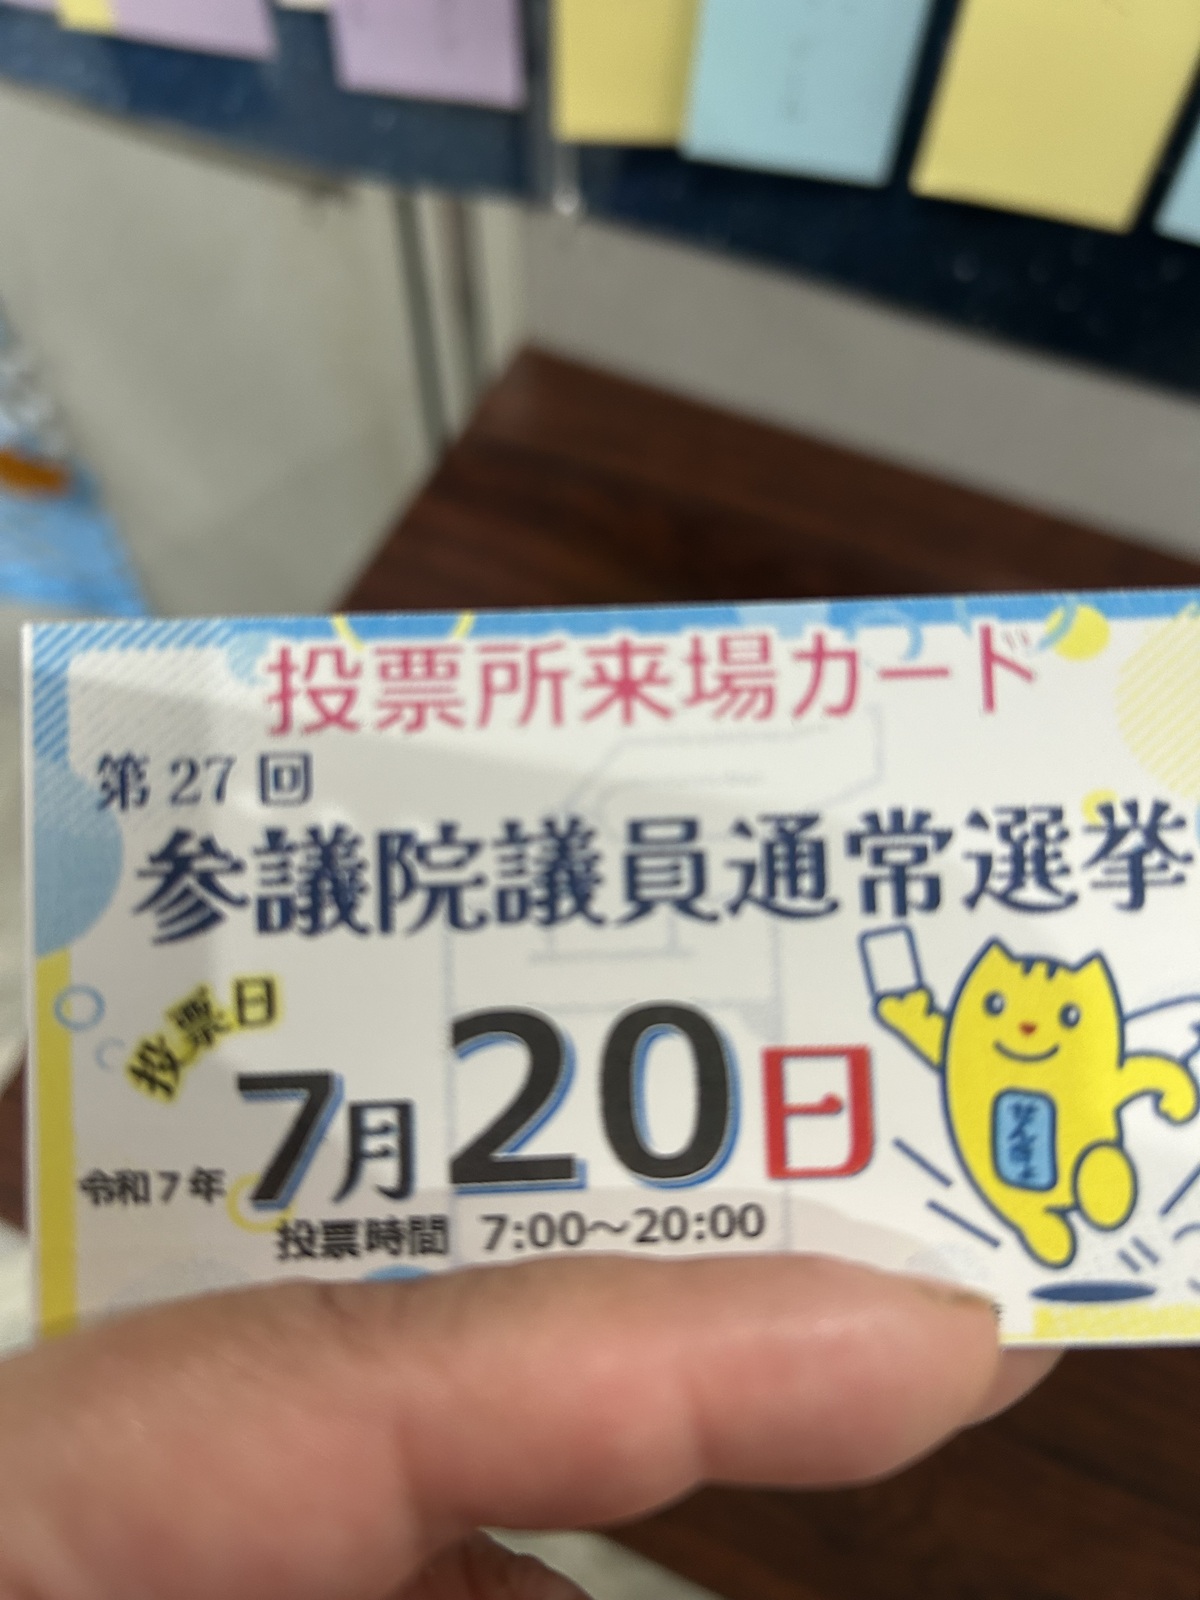 投票所来場カード
第27回
参議院議員通常選挙
投票日
令和7年 7月20日
投票時間 7:00〜20:00